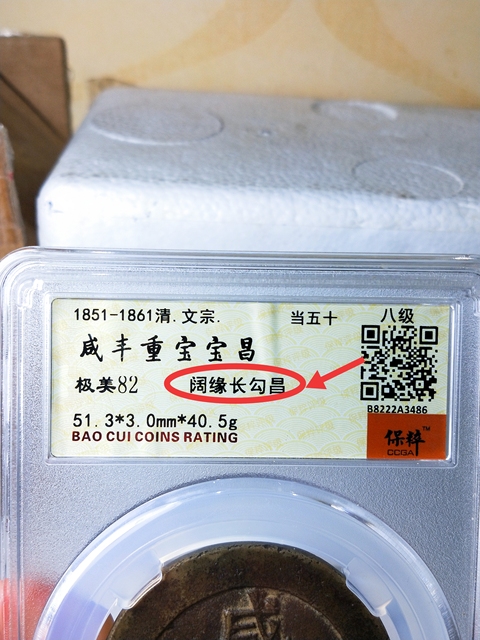 1851-1861清.文宗. 当五十 八级
咸丰重宝宝昌
极美82 阔缘长勾昌
B8222A3486
51.3*3.0mm*40.5g
BAO CUI COINS RATING
保粹™
CCGA